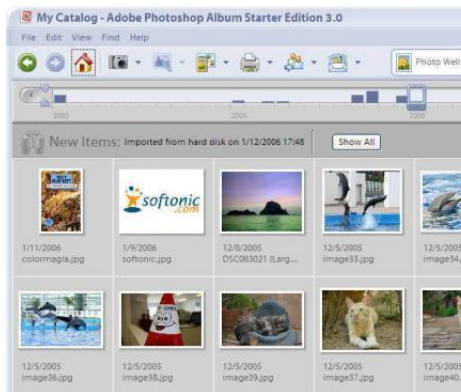 My Catalog - Adobe Photoshop Album Starter Edition 3.0
File Edit View Find Help
Photo Well
2003 2005 2006
New Items: Imported from hard disk on 1/12/2006 17:48 Show All
softonic
.com
1/11/2006 1/9/2006 12/8/2005 12/5/2005 12/5/2005
colormagia.jpg softonic.jpg DSC083021 (Larg... image33.jpg image34.
12/5/2005 12/5/2005 12/5/2005 12/5/2005 12/5/2005
image36.jpg image38.jpg image39.jpg image37.jpg image40.